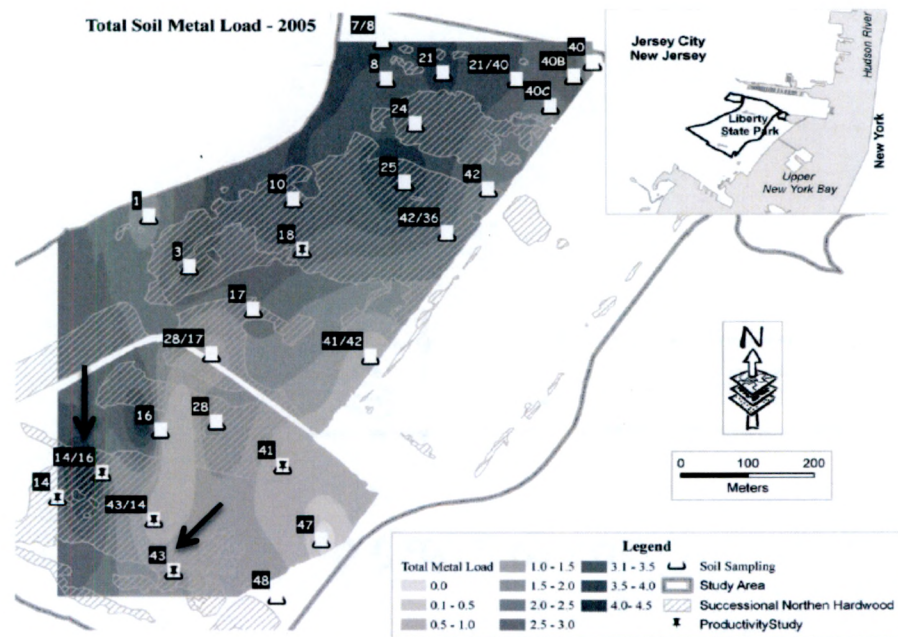 Total Soil Metal Load - 2005
7/8
40
8
21
21/40
40B
40C
24
25
42
10
1
42/36
18
3
17
28/17
41/42
16
28
14/16
41
14
43/14
47
43
48
Jersey City
New Jersey
Hudson River
Liberty
State Park
New York
Upper
New York Bay
N
0 100 200
Meters
Legend
Total Metal Load
0.0
0.1 - 0.5
0.5 - 1.0
1.0 - 1.5
1.5 - 2.0
2.0 - 2.5
2.5 - 3.0
3.1 - 3.5
3.5 - 4.0
4.0- 4.5
Soil Sampling
Study Area
Successional Northen Hardwood
ProductivityStudy